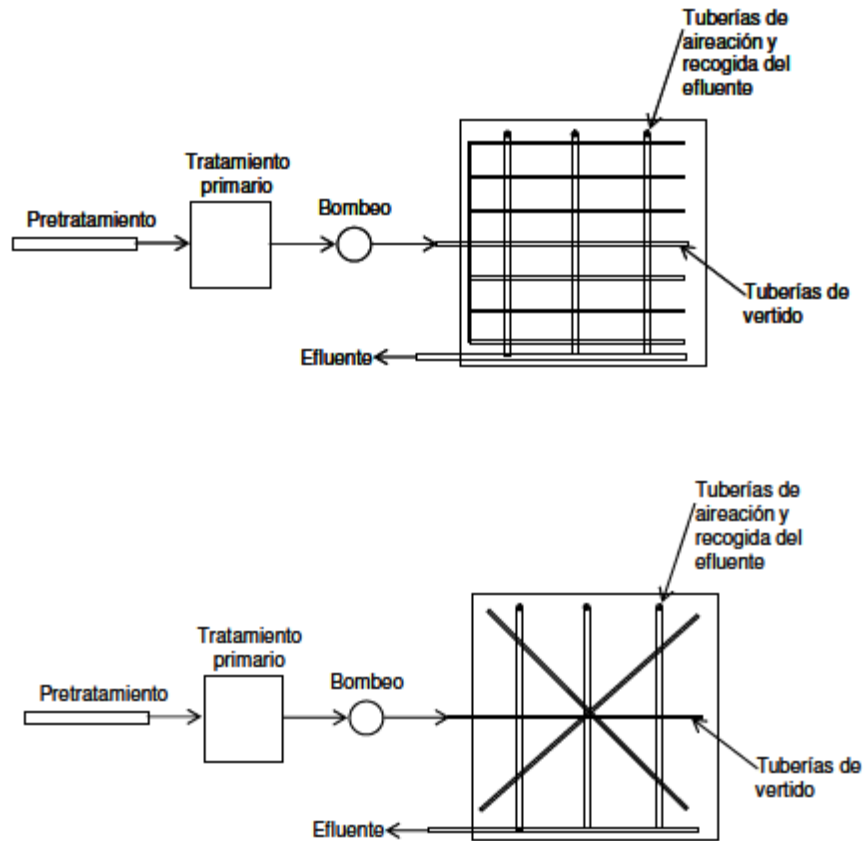 Tuberías de
aireación y
recogida del
efluente
Tratamiento
primario
Bombeo
Pretratamiento
Tuberías de
vertido
Efluente
Tuberías de
aireación y
recogida del
efluente
Tratamiento
primario
Bombeo
Pretratamiento
Tuberías de
vertido
Efluente